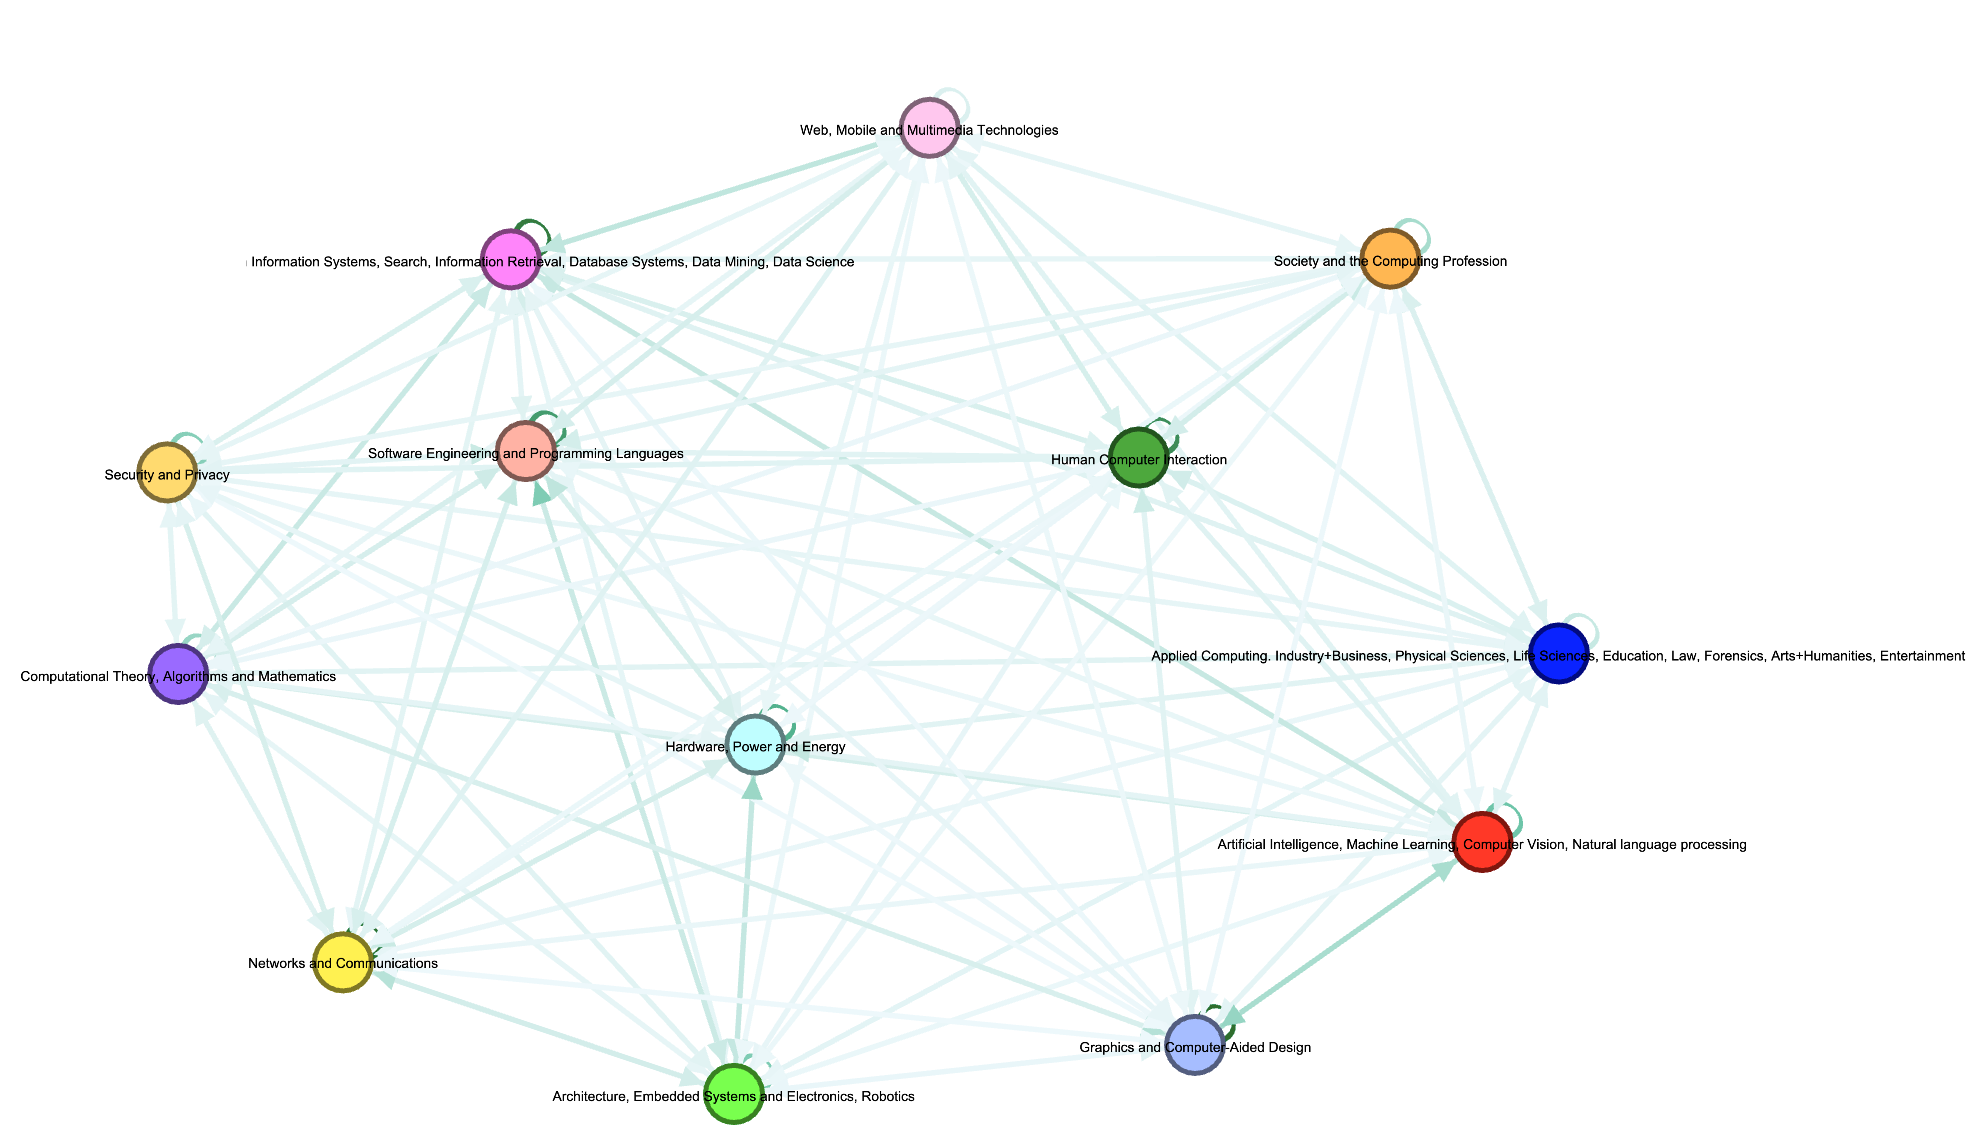 Web, Mobile and Multimedia Technologies
Information Systems, Search, Information Retrieval, Database Systems, Data Mining, Data Science
Society and the Computing Profession
Software Engineering and Programming Languages
Human Computer Interaction
Security and Privacy
Applied Computing. Industry+Business, Physical Sciences, Life Sciences, Education, Law, Forensics, Arts+Humanities, Entertainment
Computational Theory, Algorithms and Mathematics
Hardware, Power and Energy
Artificial Intelligence, Machine Learning, Computer Vision, Natural language processing
Networks and Communications
Graphics and Computer-Aided Design
Architecture, Embedded Systems and Electronics, Robotics